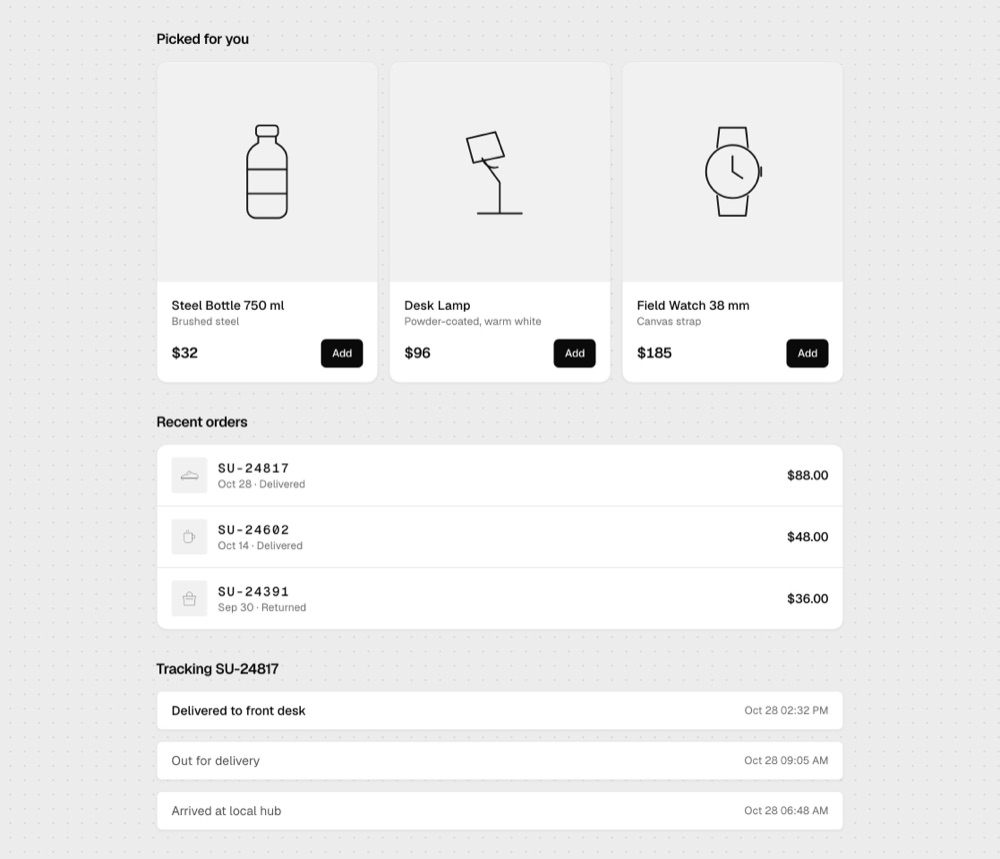 Picked for you
Steel Bottle 750 ml
Brushed steel
$32
Add
Desk Lamp
Powder-coated, warm white
$96
Add
Field Watch 38 mm
Canvas strap
$185
Add
Recent orders
SU-24817
Oct 28 · Delivered
$88.00
SU-24602
Oct 14 · Delivered
$48.00
SU-24391
Sep 30 · Returned
$36.00
Tracking SU-24817
Delivered to front desk
Oct 28 02:32 PM
Out for delivery
Oct 28 09:05 AM
Arrived at local hub
Oct 28 06:48 AM